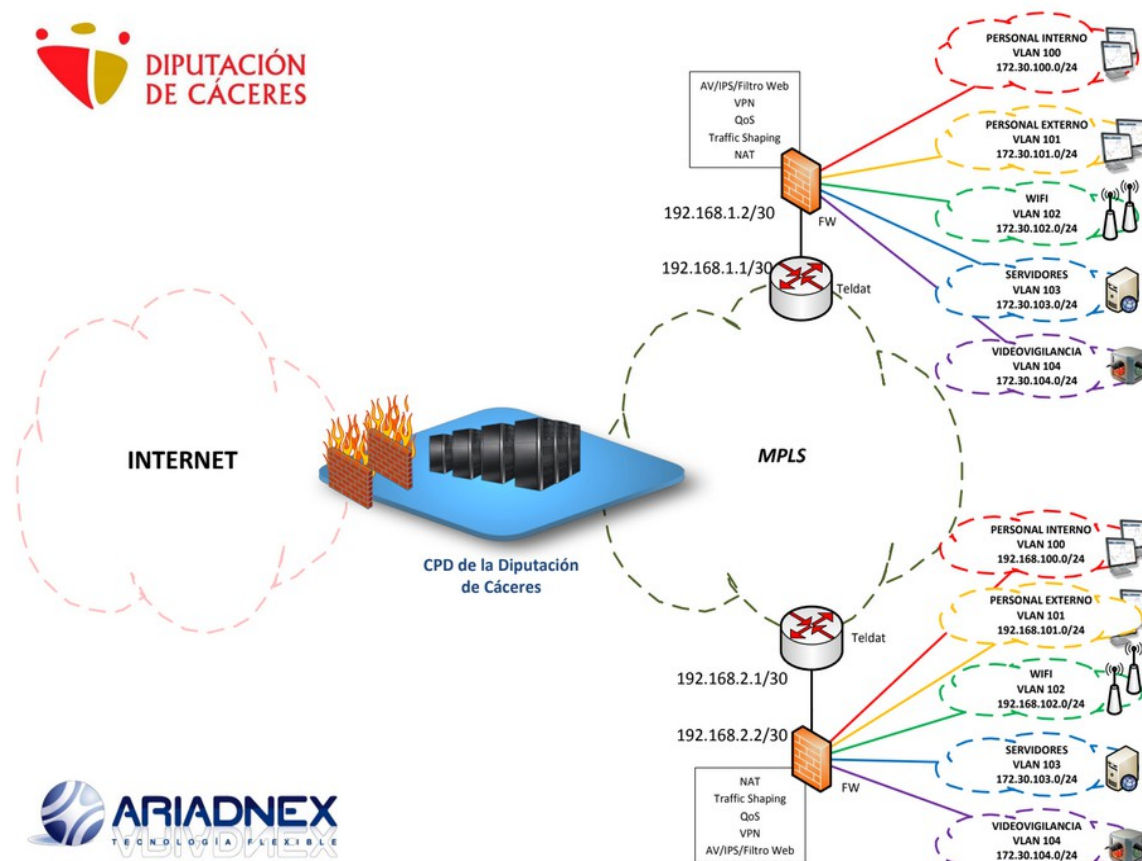 DIPUTACIÓN
DE CÁCERES
AV/IPS/Filtro Web
VPN
QoS
Traffic Shaping
NAT
192.168.1.2/30
FW
192.168.1.1/30
Teldat
PERSONAL INTERNO
VLAN 100
172.30.100.0/24
PERSONAL EXTERNO
VLAN 101
172.30.101.0/24
WIFI
VLAN 102
172.30.102.0/24
SERVIDORES
VLAN 103
172.30.103.0/24
VIDEOVIGILANCIA
VLAN 104
172.30.104.0/24
INTERNET
CPD de la Diputación
de Cáceres
MPLS
Teldat
192.168.2.1/30
192.168.2.2/30
FW
NAT
Traffic Shaping
QoS
VPN
AV/IPS/Filtro Web
PERSONAL INTERNO
VLAN 100
192.168.100.0/24
PERSONAL EXTERNO
VLAN 101
192.168.101.0/24
WIFI
VLAN 102
192.168.102.0/24
SERVIDORES
VLAN 103
172.30.103.0/24
VIDEOVIGILANCIA
VLAN 104
172.30.104.0/24
ARIADNEX
TECNOLOGÍA FLEXIBLE